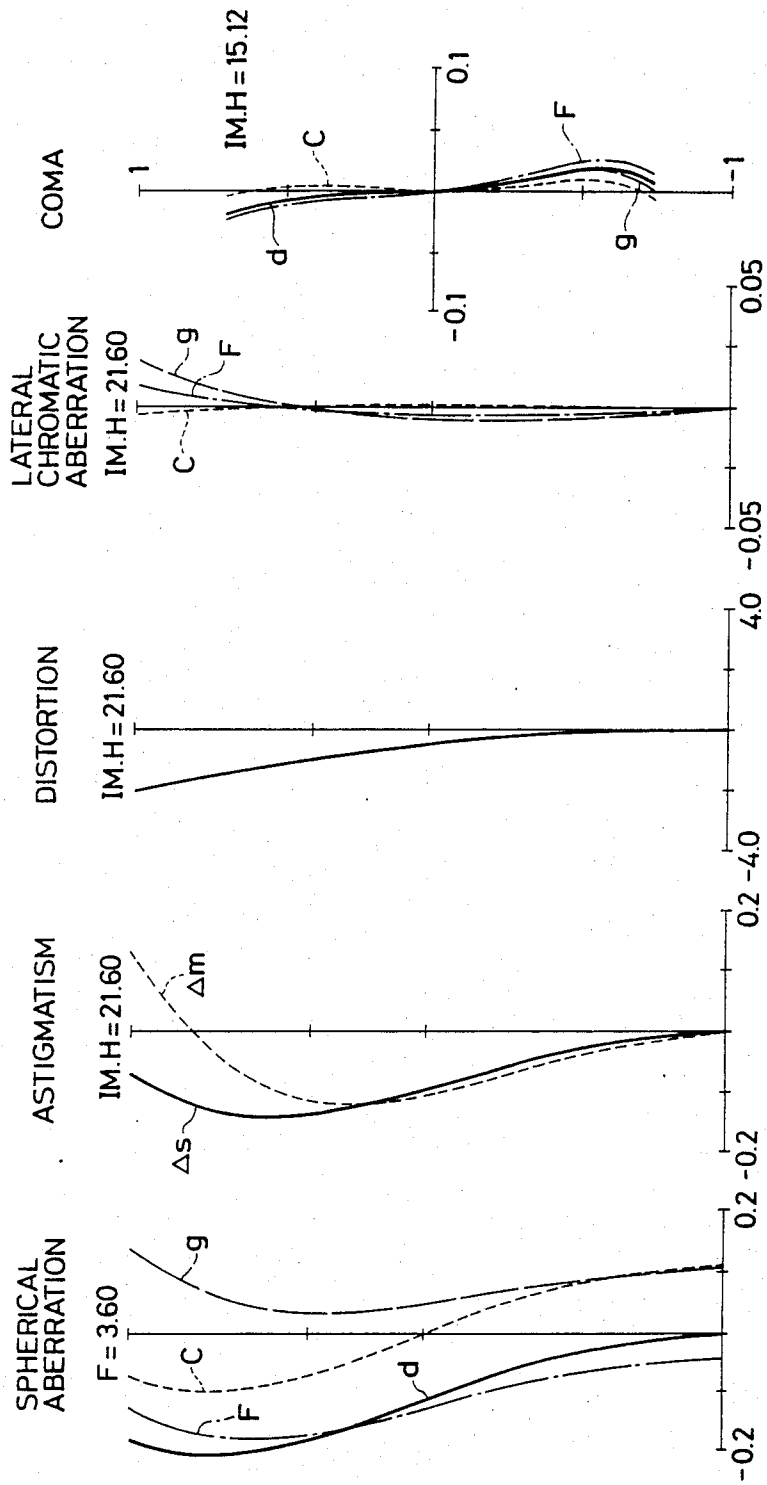 SPHERICAL
ABERRATION
F = 3.60
g
C
F
d
-0.2
0.2
ASTIGMATISM
IM.H = 21.60
Δs
Δm
-0.2
0.2
DISTORTION
IM.H = 21.60
-4.0
4.0
LATERAL
CHROMATIC
ABERRATION
IM.H = 21.60
g
F
C
-0.05
0.05
COMA
1
IM.H = 15.12
C
d
0.1
-0.1
F
g
-1